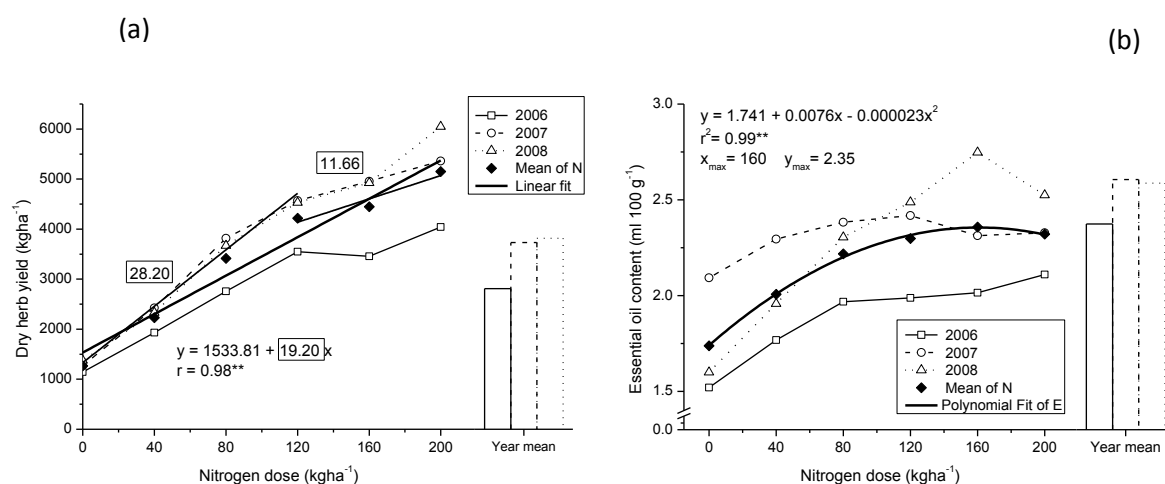 (a)
Dry herb yield (kgha⁻¹)
6000
5000
4000
3000
2000
1000
0
0 40 80 120 160 200
Nitrogen dose (kgha⁻¹)
Year mean
28.20
11.66
y = 1533.81 + 19.20 x
r = 0.98**
2006
2007
2008
Mean of N
Linear fit
(b)
Essential oil content (ml 100 g⁻¹)
3.0
2.5
2.0
1.5
0.0
0 40 80 120 160 200
Nitrogen dose (kgha⁻¹)
Year mean
y = 1.741 + 0.0076x - 0.000023x²
r²= 0.99**
xmax = 160 ymax = 2.35
2006
2007
2008
Mean of N
Polynomial Fit of E